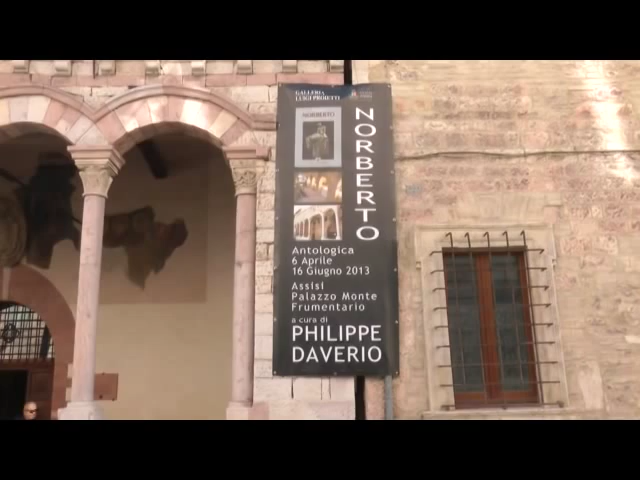 GALLERIA
LUIGI PROIETTI
NORBERTO
NORBERTO
Antologica
6 Aprile
16 Giugno 2013
Assisi
Palazzo Monte
Frumentario
a cura di
PHILIPPE
DAVERIO